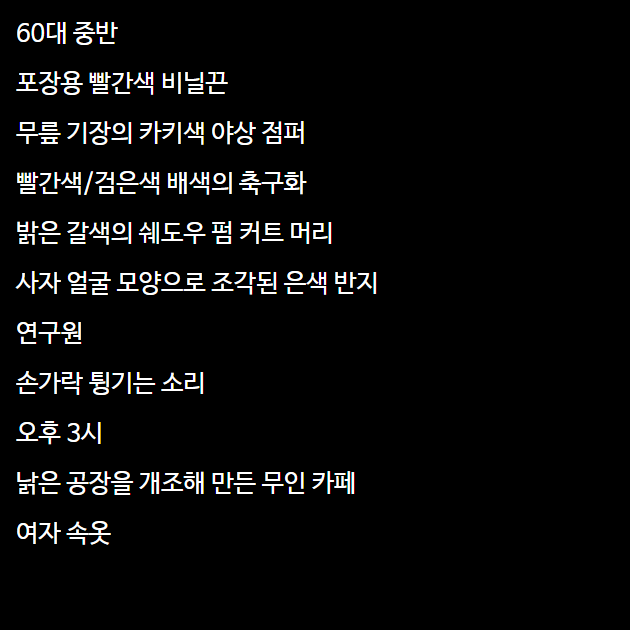 60대 중반
포장용 빨간색 비닐끈
무릎 기장의 카키색 야상 점퍼
빨간색/검은색 배색의 축구화
밝은 갈색의 쉐도우 펌 커트 머리
사자 얼굴 모양으로 조각된 은색 반지
연구원
손가락 튕기는 소리
오후 3시
낡은 공장을 개조해 만든 무인 카페
여자 속옷